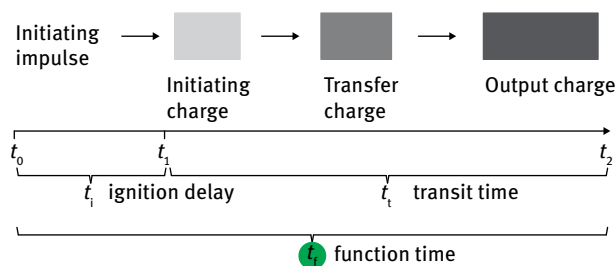 Initiating
impulse
Initiating
charge
Transfer
charge
Output charge
t₀ t₁ t₂
tᵢ ignition delay tₜ transit time
t_f function time